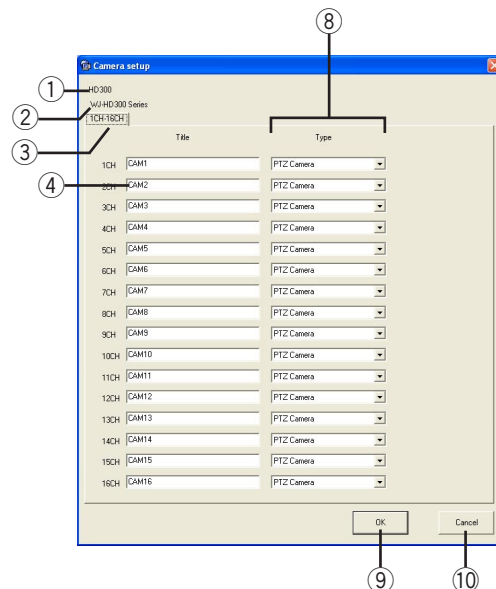 ⑧
Camera setup
① HD300
② WJ-HD300 Series
③ 1CH-16CH
Title Type
1CH CAM1 PTZ Camera
④ 2CH CAM2 PTZ Camera
3CH CAM3 PTZ Camera
4CH CAM4 PTZ Camera
5CH CAM5 PTZ Camera
6CH CAM6 PTZ Camera
7CH CAM7 PTZ Camera
8CH CAM8 PTZ Camera
9CH CAM9 PTZ Camera
10CH CAM10 PTZ Camera
11CH CAM11 PTZ Camera
12CH CAM12 PTZ Camera
13CH CAM13 PTZ Camera
14CH CAM14 PTZ Camera
15CH CAM15 PTZ Camera
16CH CAM16 PTZ Camera
OK Cancel
⑨ ⑩